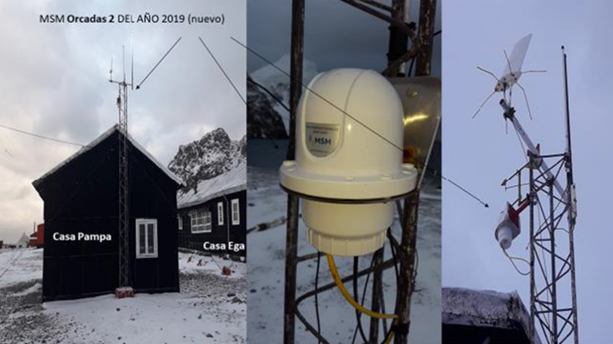 MSM Orcadas 2 DEL AÑO 2019 (nuevo)
Casa Pampa
Casa Ega
MSM